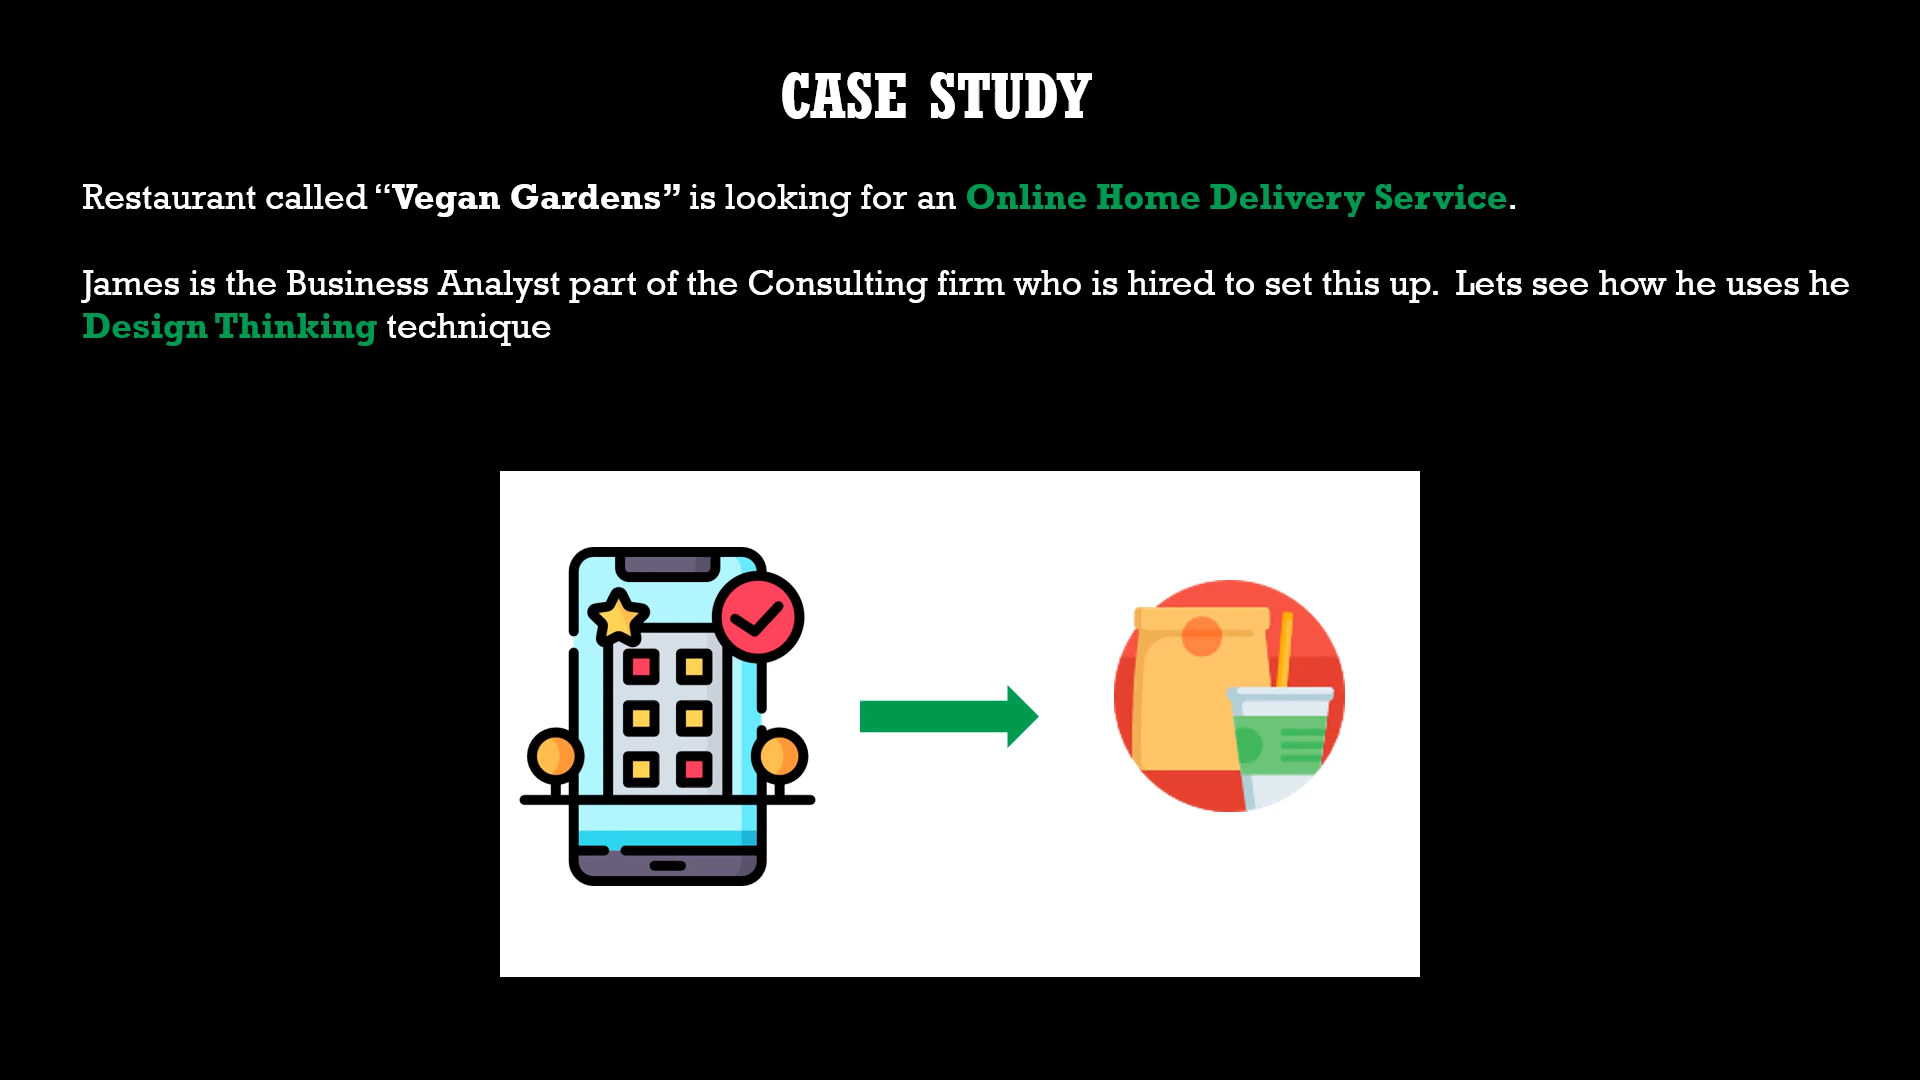 CASE STUDY
Restaurant called “Vegan Gardens” is looking for an Online Home Delivery Service.
James is the Business Analyst part of the Consulting firm who is hired to set this up.  Lets see how he uses he
Design Thinking technique